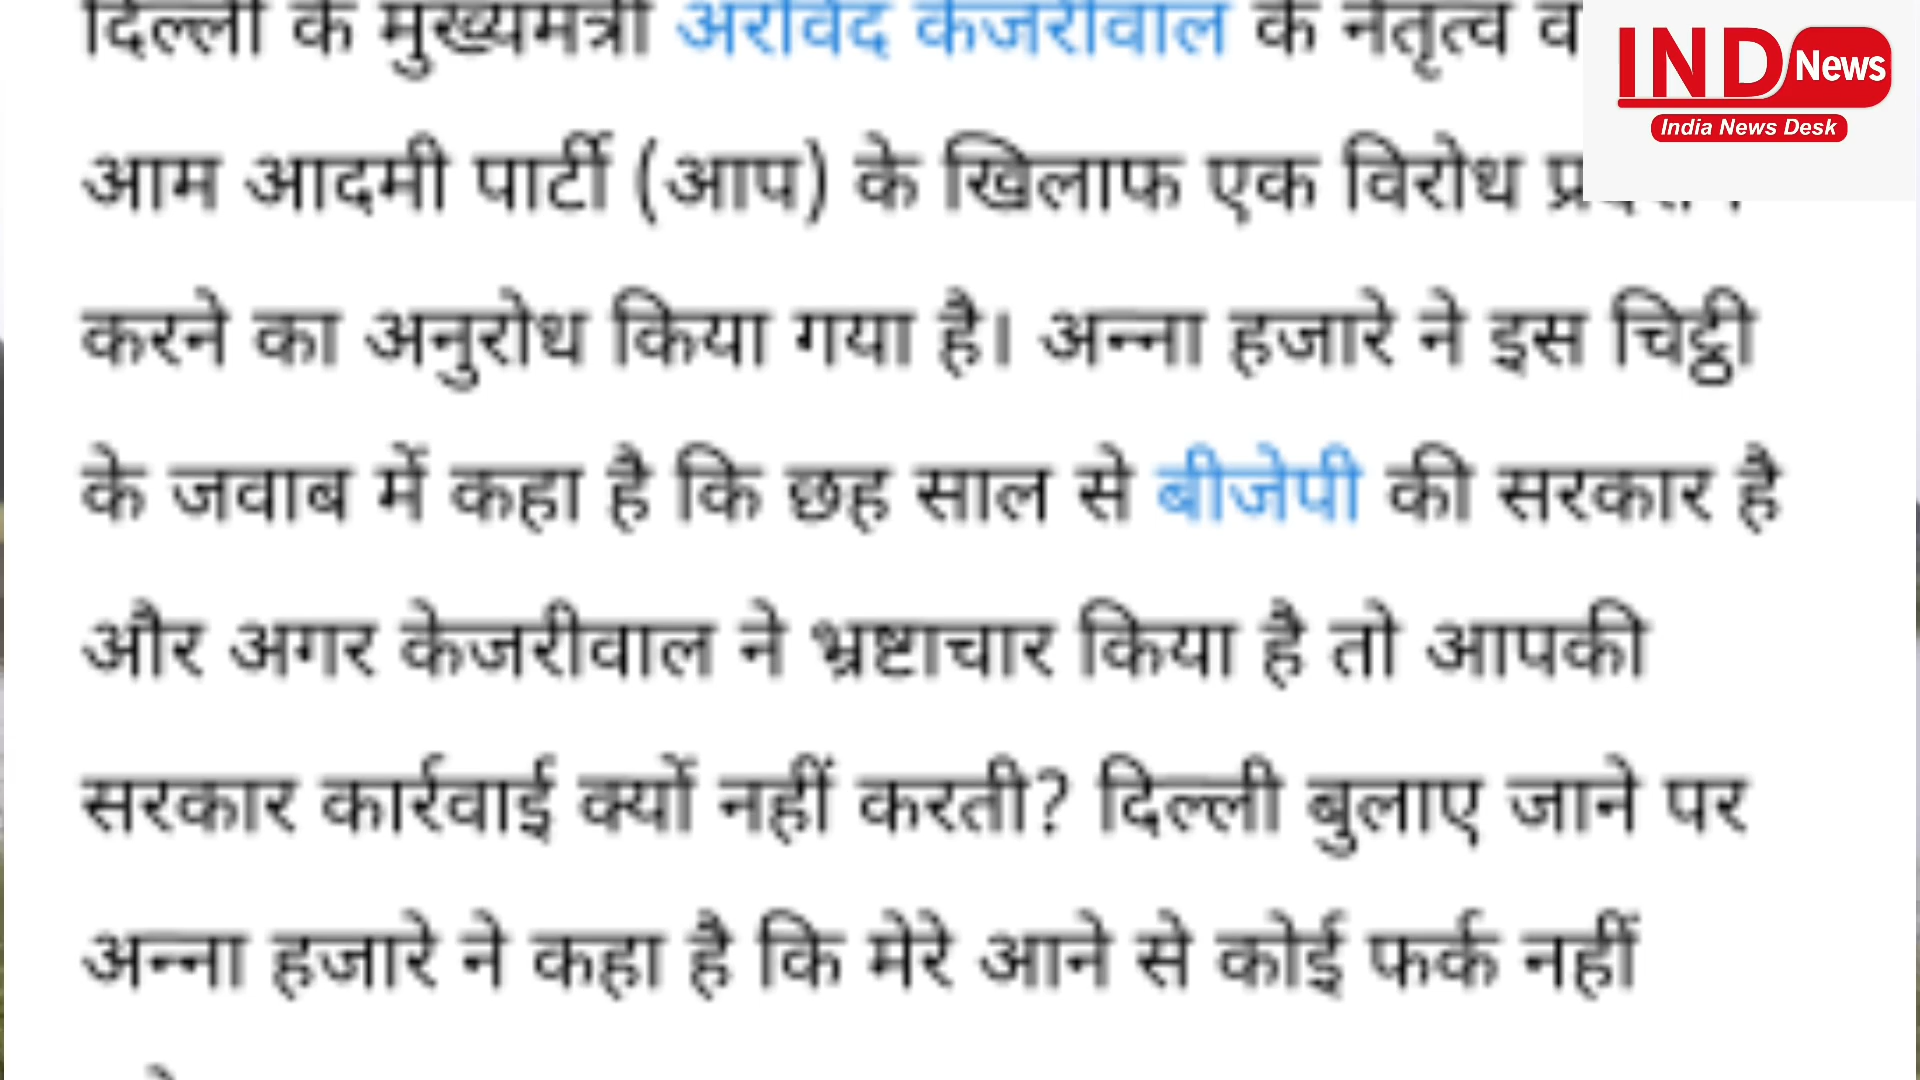 दिल्ली के मुख्यमंत्री अरविंद केजरीवाल के नेतृत्व
आम आदमी पार्टी (आप) के खिलाफ एक विरोध
करने का अनुरोध किया गया है। अन्ना हजारे ने इस चिट्ठी
के जवाब में कहा है कि छह साल से बीजेपी की सरकार है
और अगर केजरीवाल ने भ्रष्टाचार किया है तो आपकी
सरकार कार्रवाई क्यों नहीं करती? दिल्ली बुलाए जाने पर
अन्ना हजारे ने कहा है कि मेरे आने से कोई फर्क नहीं
IND News
India News Desk